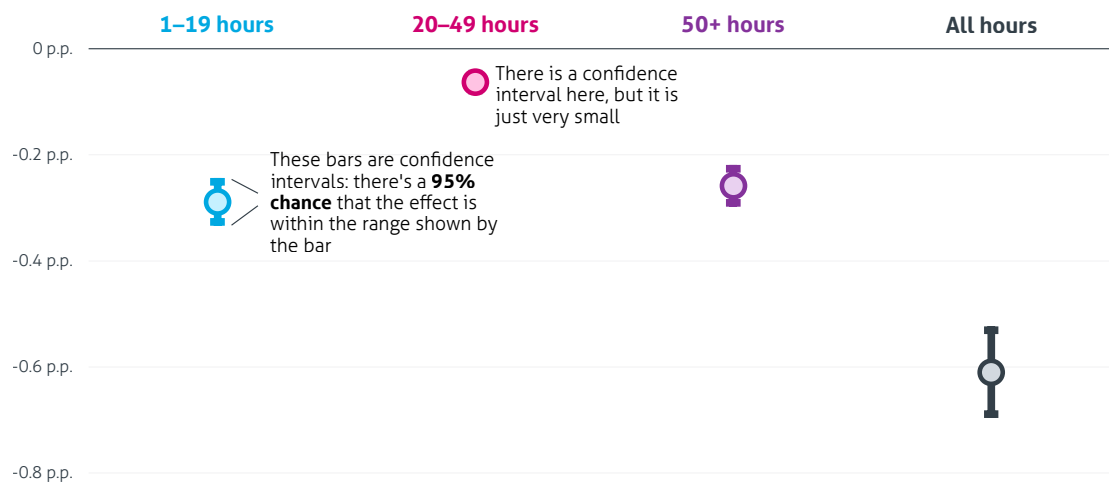 1–19 hours
20–49 hours
50+ hours
All hours
0 p.p.
There is a confidence
interval here, but it is
just very small
-0.2 p.p.
These bars are confidence
intervals: there's a 95%
chance that the effect is
within the range shown by
the bar
-0.4 p.p.
-0.6 p.p.
-0.8 p.p.